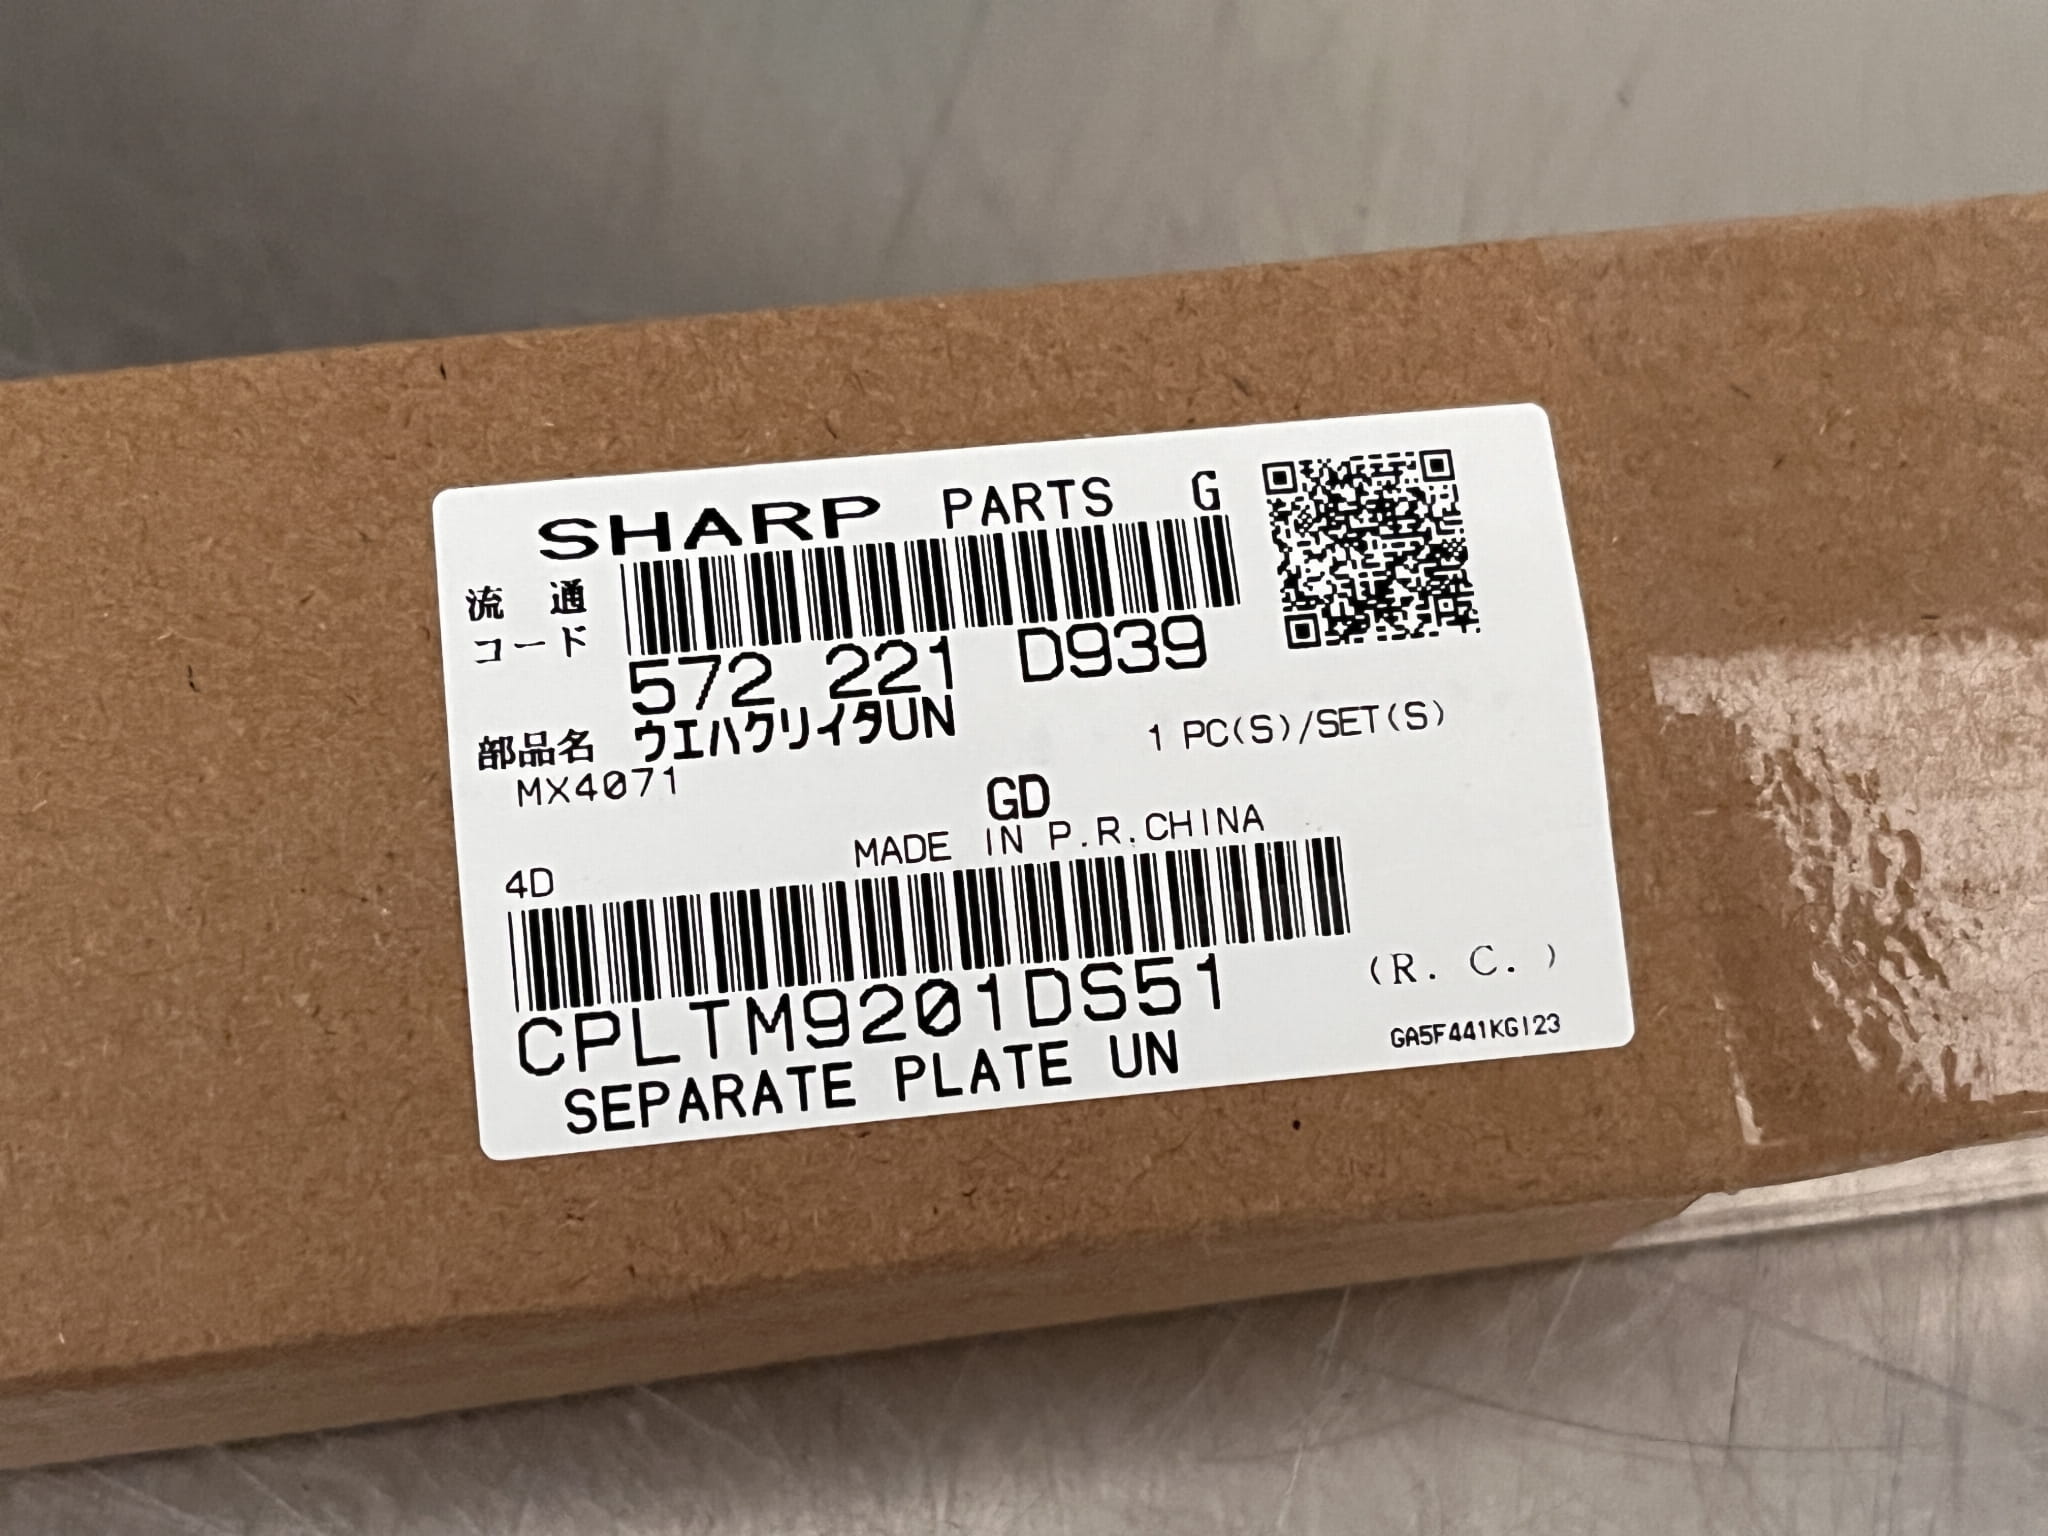 SHARP PARTS G
流通
コード
572 221 D939
部品名 ウエハクリイタUN
1 PC(S)/SET(S)
MX4071
GD
MADE IN P.R.CHINA
4D
CPLTM9201DS51
(R. C. )
SEPARATE PLATE UN
GA5F441KG123